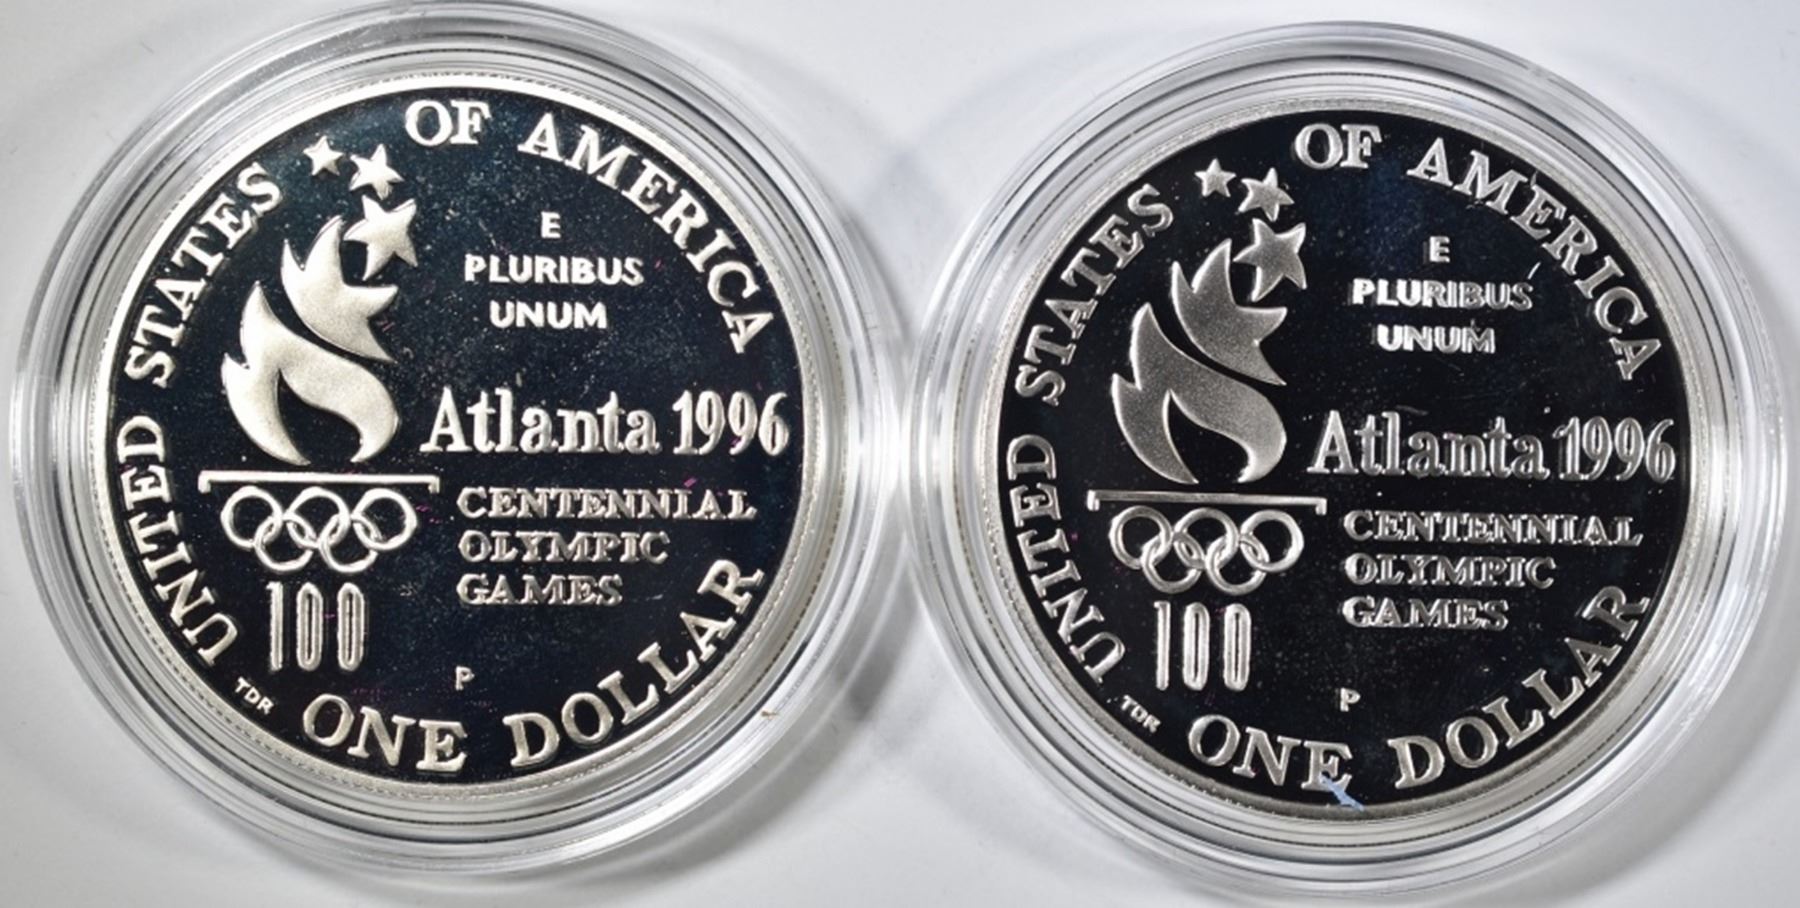 UNITED STATES OF AMERICA
E
PLURIBUS
UNUM
Atlanta 1996
CENTENNIAL
OLYMPIC
GAMES
100
P
TDR
ONE DOLLAR
UNITED STATES OF AMERICA
E
PLURIBUS
UNUM
Atlanta 1996
CENTENNIAL
OLYMPIC
GAMES
100
P
TDR
ONE DOLLAR